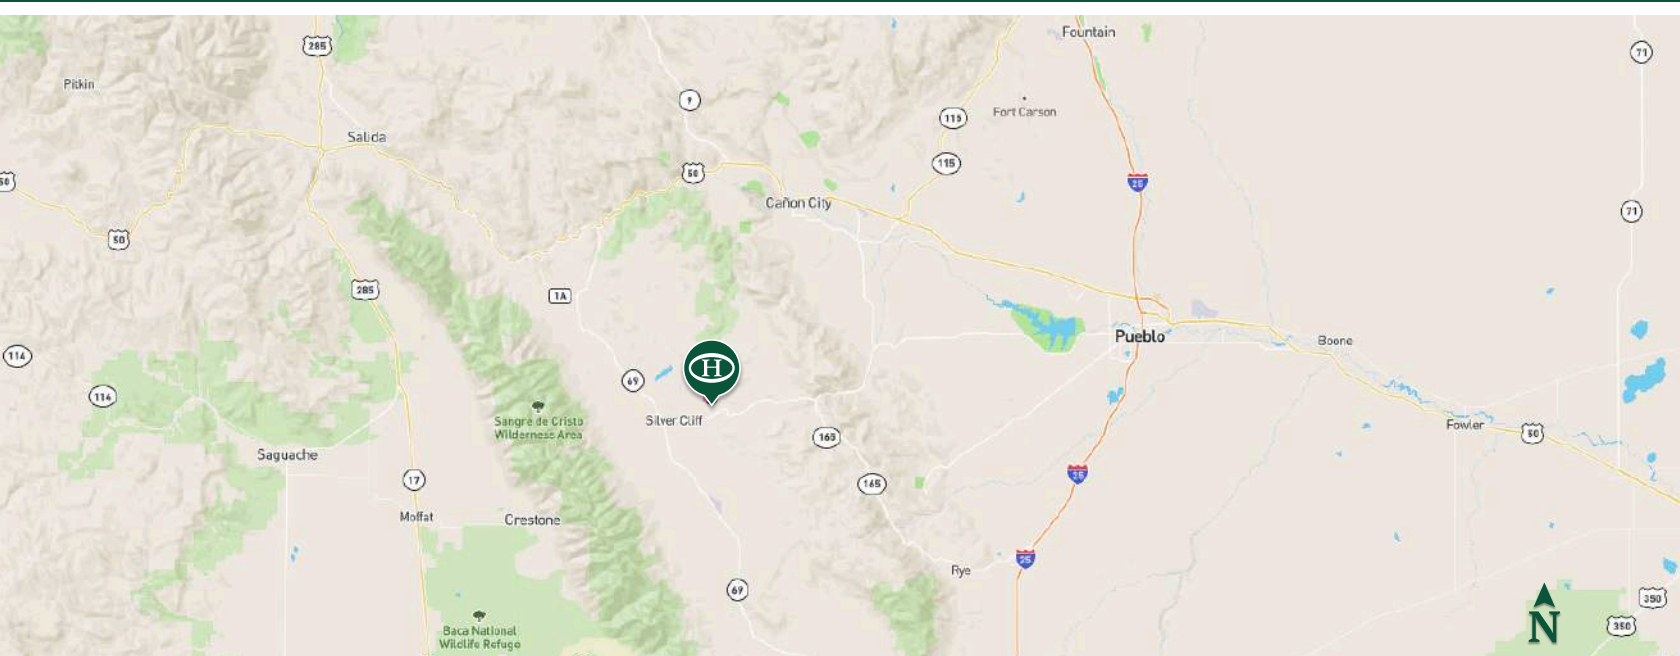 Fountain
285
71
Pitkin
9
Fort Carson
115
Salida
115
50
50
25
Cañon City
71
50
285
1A
Pueblo
Boone
114
H
69
114
Sangre de Cristo
Wilderness Area
Silver Cliff
Fowler
50
165
Saguache
25
17
165
Moffat
Crestone
25
Rye
69
350
N
350
Baca National
Wildlife Refuge